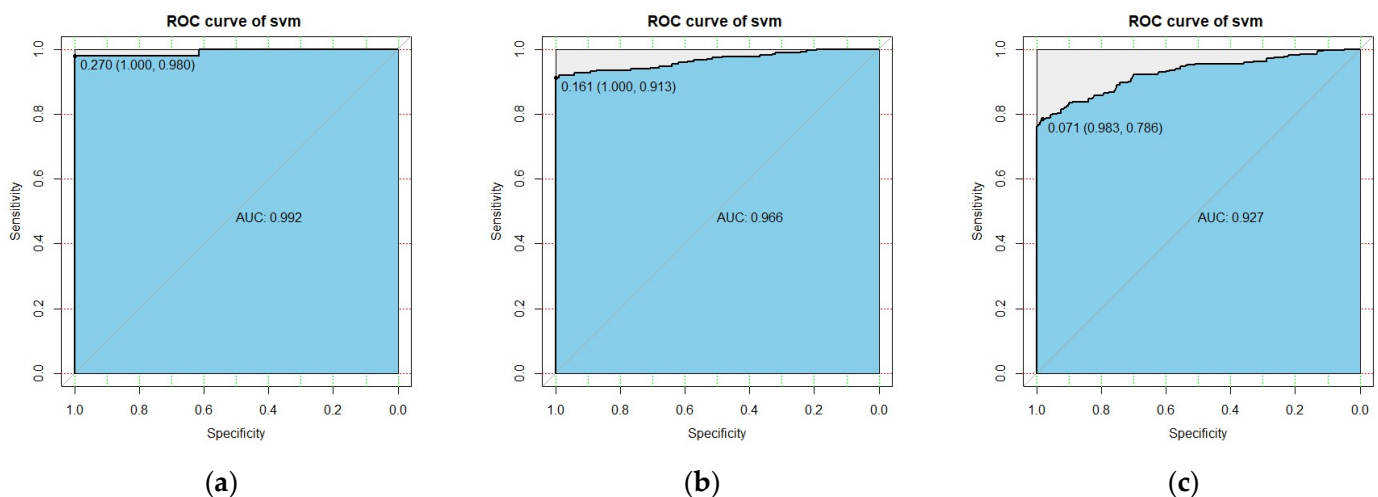 ROC curve of svm
1.0
0.8
0.6
0.4
0.2
0.0
Sensitivity
0.270 (1.000, 0.980)
AUC: 0.992
1.0 0.8 0.6 0.4 0.2 0.0
Specificity
(a)
ROC curve of svm
1.0
0.8
0.6
0.4
0.2
0.0
Sensitivity
0.161 (1.000, 0.913)
AUC: 0.966
1.0 0.8 0.6 0.4 0.2 0.0
Specificity
(b)
ROC curve of svm
1.0
0.8
0.6
0.4
0.2
0.0
Sensitivity
0.071 (0.983, 0.786)
AUC: 0.927
1.0 0.8 0.6 0.4 0.2 0.0
Specificity
(c)